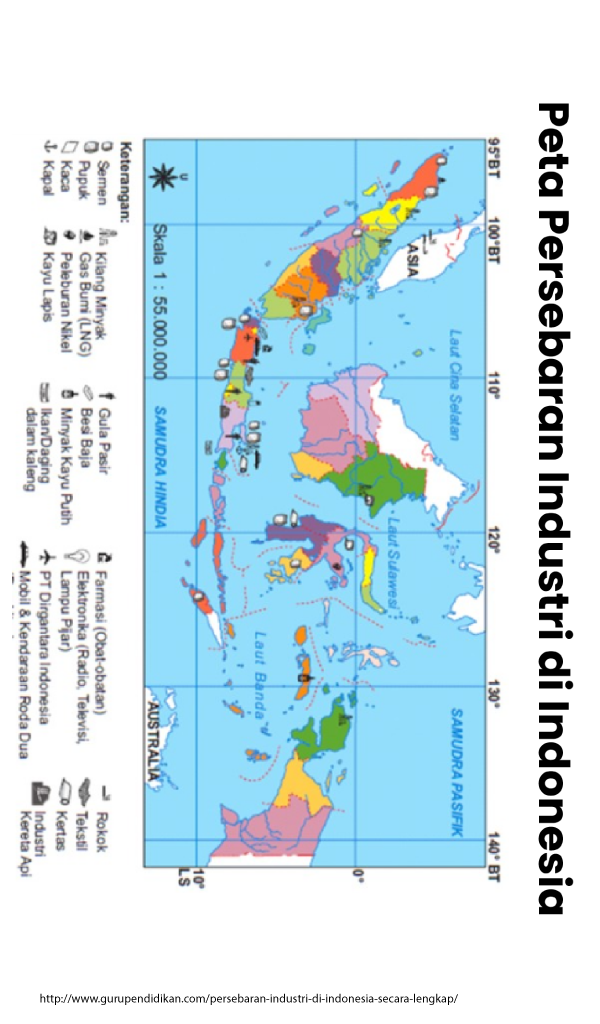 Peta Persebaran Industri di Indonesia
95°BT
100°BT
110°
120°
130°
140° BT
ASIA
Laut Cina Selatan
Laut Sulawesi
SAMUDRA PASIFIK
0°
Laut Banda
SAMUDRA HINDIA
AUSTRALIA
10°
LS
U
Skala 1 : 55.000.000
Keterangan:
Semen
Pupuk
Kaca
Kapal
Kilang Minyak
Gas Bumi (LNG)
Peleburan Nikel
Kayu Lapis
Gula Pasir
Besi Baja
Minyak Kayu Putih
Ikan/Daging
dalam kaleng
Farmasi (Obat-obatan)
Elektronika (Radio, Televisi,
Lampu Pijar)
PT Dirgantara Indonesia
Mobil & Kendaraan Roda Dua
Rokok
Tekstil
Kertas
Industri
Kereta Api
http://www.gurupendidikan.com/persebaran-industri-di-indonesia-secara-lengkap/